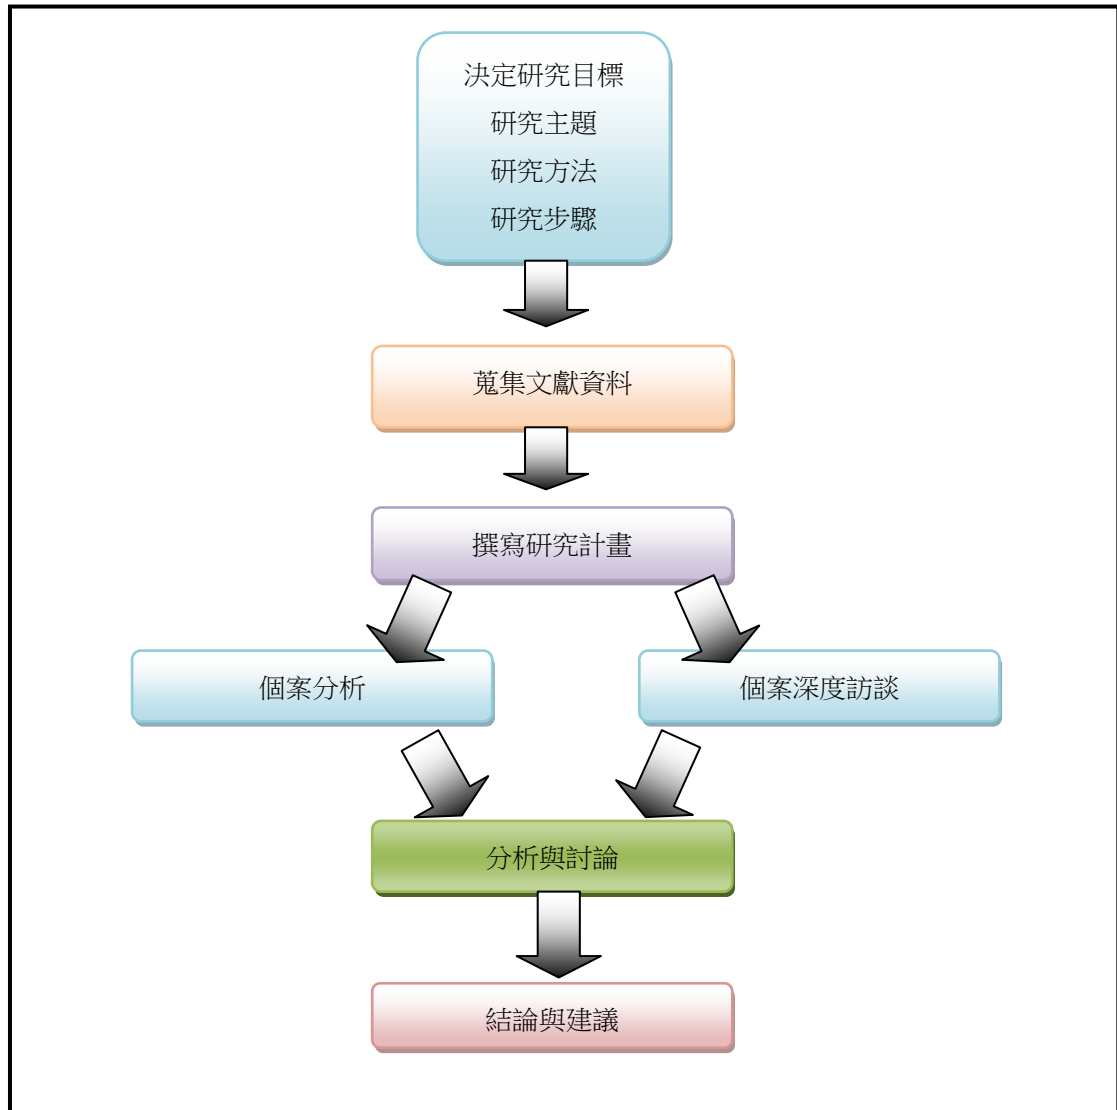 決定研究目標
研究主題
研究方法
研究步驟
蒐集文獻資料
撰寫研究計畫
個案分析
個案深度訪談
分析與討論
結論與建議